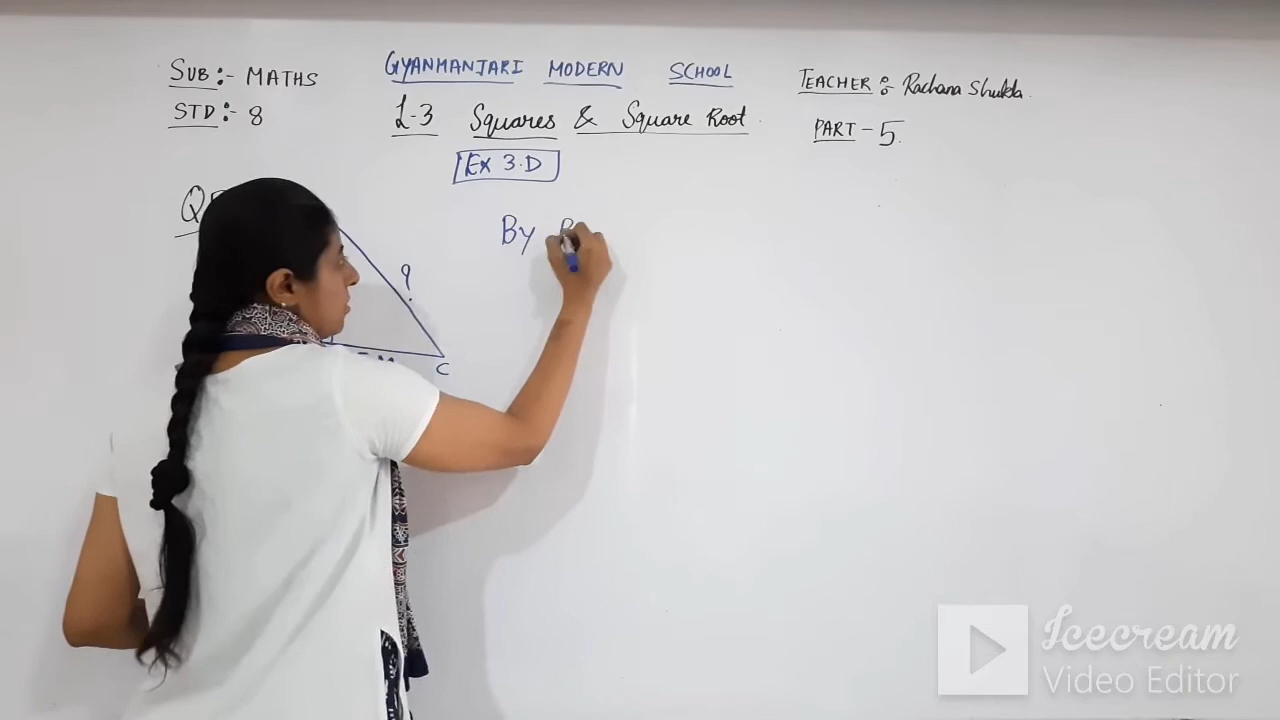 SUB :- MATHS
GYANMANJARI MODERN SCHOOL
TEACHER :- Rachana Shukla.
STD :- 8
L-3 Squares & Square Root.
PART - 5.
Ex 3.D
By
?
C
Icecream
Video Editor